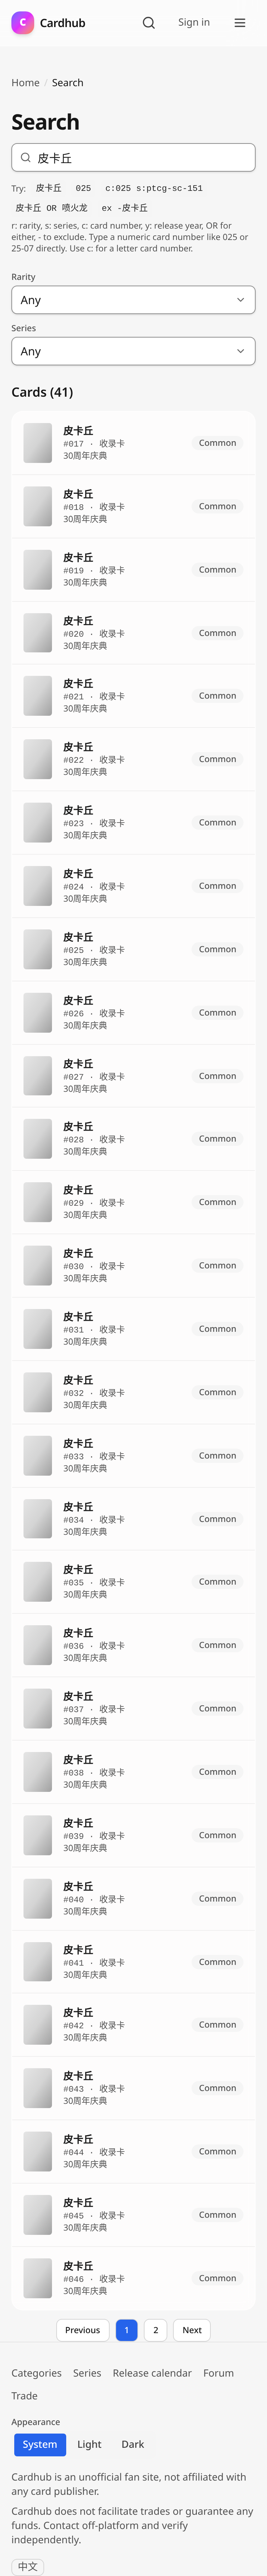 C Cardhub Sign in
Home / Search
Search
皮卡丘
Try: 皮卡丘 025 c:025 s:ptcg-sc-151
皮卡丘 OR 喷火龙 ex -皮卡丘
r: rarity, s: series, c: card number, y: release year, OR for
either, - to exclude. Type a numeric card number like 025 or
25-07 directly. Use c: for a letter card number.
Rarity
Any
Series
Any
Cards (41)
皮卡丘
#017 · 收录卡 Common
30周年庆典
皮卡丘
#018 · 收录卡 Common
30周年庆典
皮卡丘
#019 · 收录卡 Common
30周年庆典
皮卡丘
#020 · 收录卡 Common
30周年庆典
皮卡丘
#021 · 收录卡 Common
30周年庆典
皮卡丘
#022 · 收录卡 Common
30周年庆典
皮卡丘
#023 · 收录卡 Common
30周年庆典
皮卡丘
#024 · 收录卡 Common
30周年庆典
皮卡丘
#025 · 收录卡 Common
30周年庆典
皮卡丘
#026 · 收录卡 Common
30周年庆典
皮卡丘
#027 · 收录卡 Common
30周年庆典
皮卡丘
#028 · 收录卡 Common
30周年庆典
皮卡丘
#029 · 收录卡 Common
30周年庆典
皮卡丘
#030 · 收录卡 Common
30周年庆典
皮卡丘
#031 · 收录卡 Common
30周年庆典
皮卡丘
#032 · 收录卡 Common
30周年庆典
皮卡丘
#033 · 收录卡 Common
30周年庆典
皮卡丘
#034 · 收录卡 Common
30周年庆典
皮卡丘
#035 · 收录卡 Common
30周年庆典
皮卡丘
#036 · 收录卡 Common
30周年庆典
皮卡丘
#037 · 收录卡 Common
30周年庆典
皮卡丘
#038 · 收录卡 Common
30周年庆典
皮卡丘
#039 · 收录卡 Common
30周年庆典
皮卡丘
#040 · 收录卡 Common
30周年庆典
皮卡丘
#041 · 收录卡 Common
30周年庆典
皮卡丘
#042 · 收录卡 Common
30周年庆典
皮卡丘
#043 · 收录卡 Common
30周年庆典
皮卡丘
#044 · 收录卡 Common
30周年庆典
皮卡丘
#045 · 收录卡 Common
30周年庆典
皮卡丘
#046 · 收录卡 Common
30周年庆典
Previous 1 2 Next
Categories Series Release calendar Forum
Trade
Appearance
System Light Dark
Cardhub is an unofficial fan site, not affiliated with
any card publisher.
Cardhub does not facilitate trades or guarantee any
funds. Contact off-platform and verify
independently.
中文